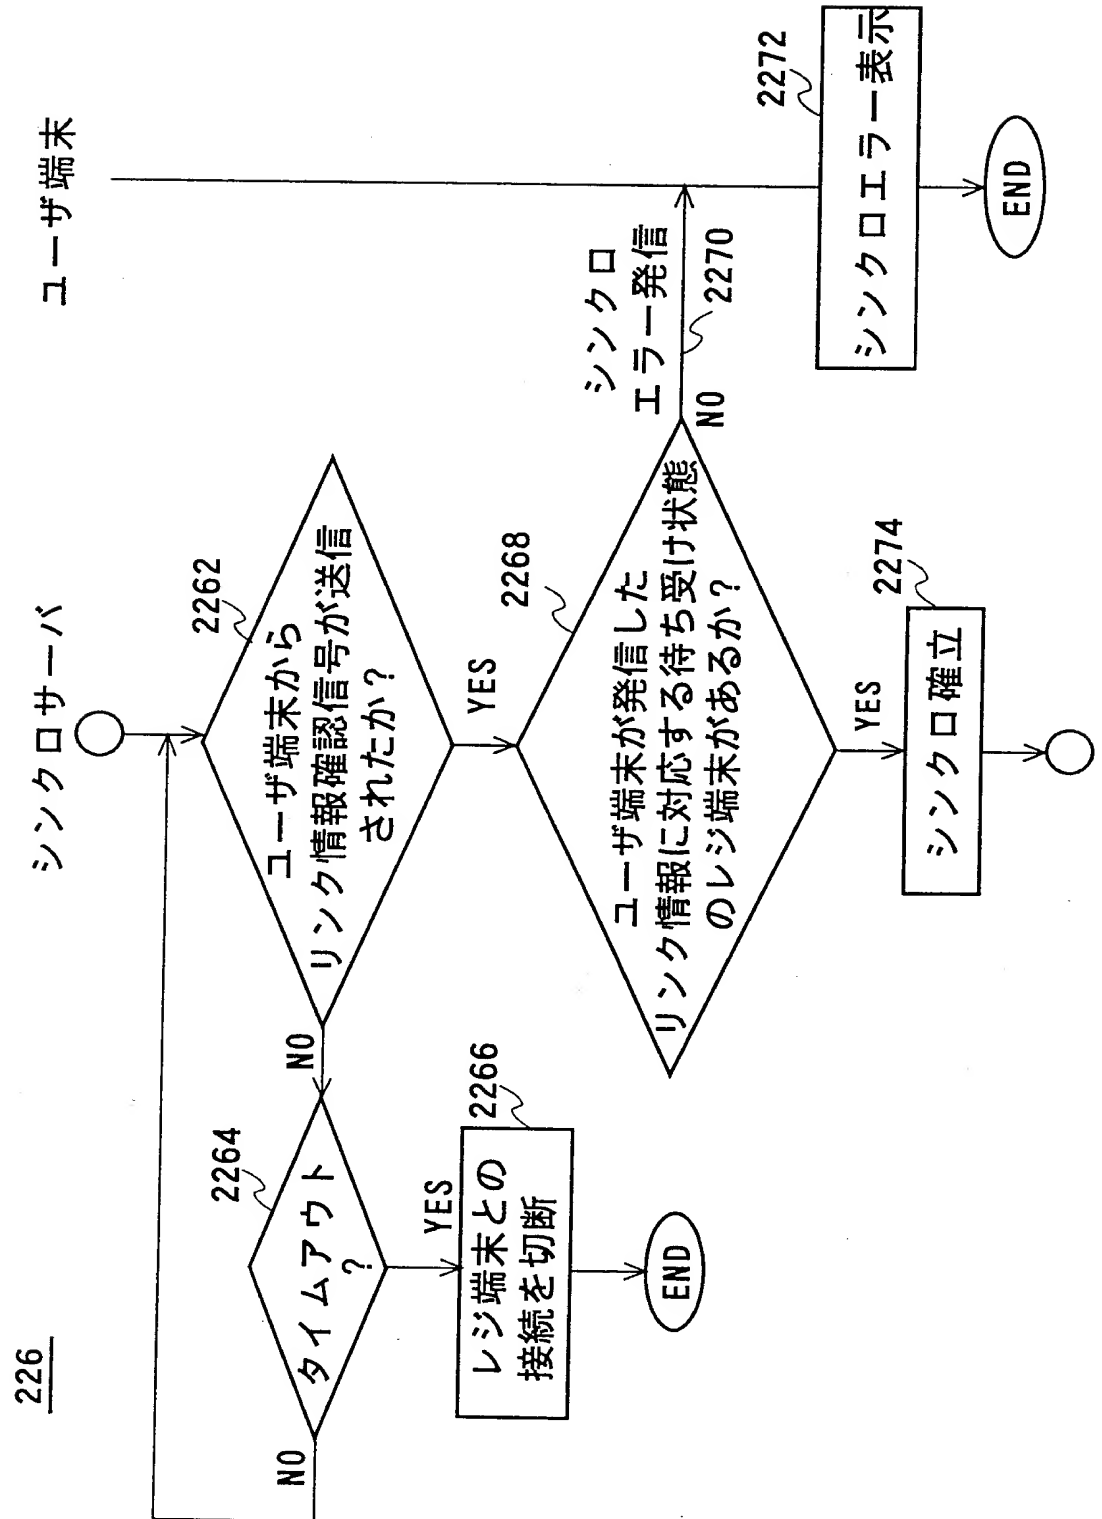 226
シンクロサーバ
ユーザ端末
2262
ユーザ端末から
リンク情報確認信号が送信
されたか？
NO
YES
2264
タイムアウト
？
NO
YES
2266
レジ端末との
接続を切断
END
2268
ユーザ端末が発信した
リンク情報に対応する待ち受け状態
のレジ端末があるか？
NO
YES
シンクロ
エラー発信
2270
2272
シンクロエラー表示
END
2274
シンクロ確立